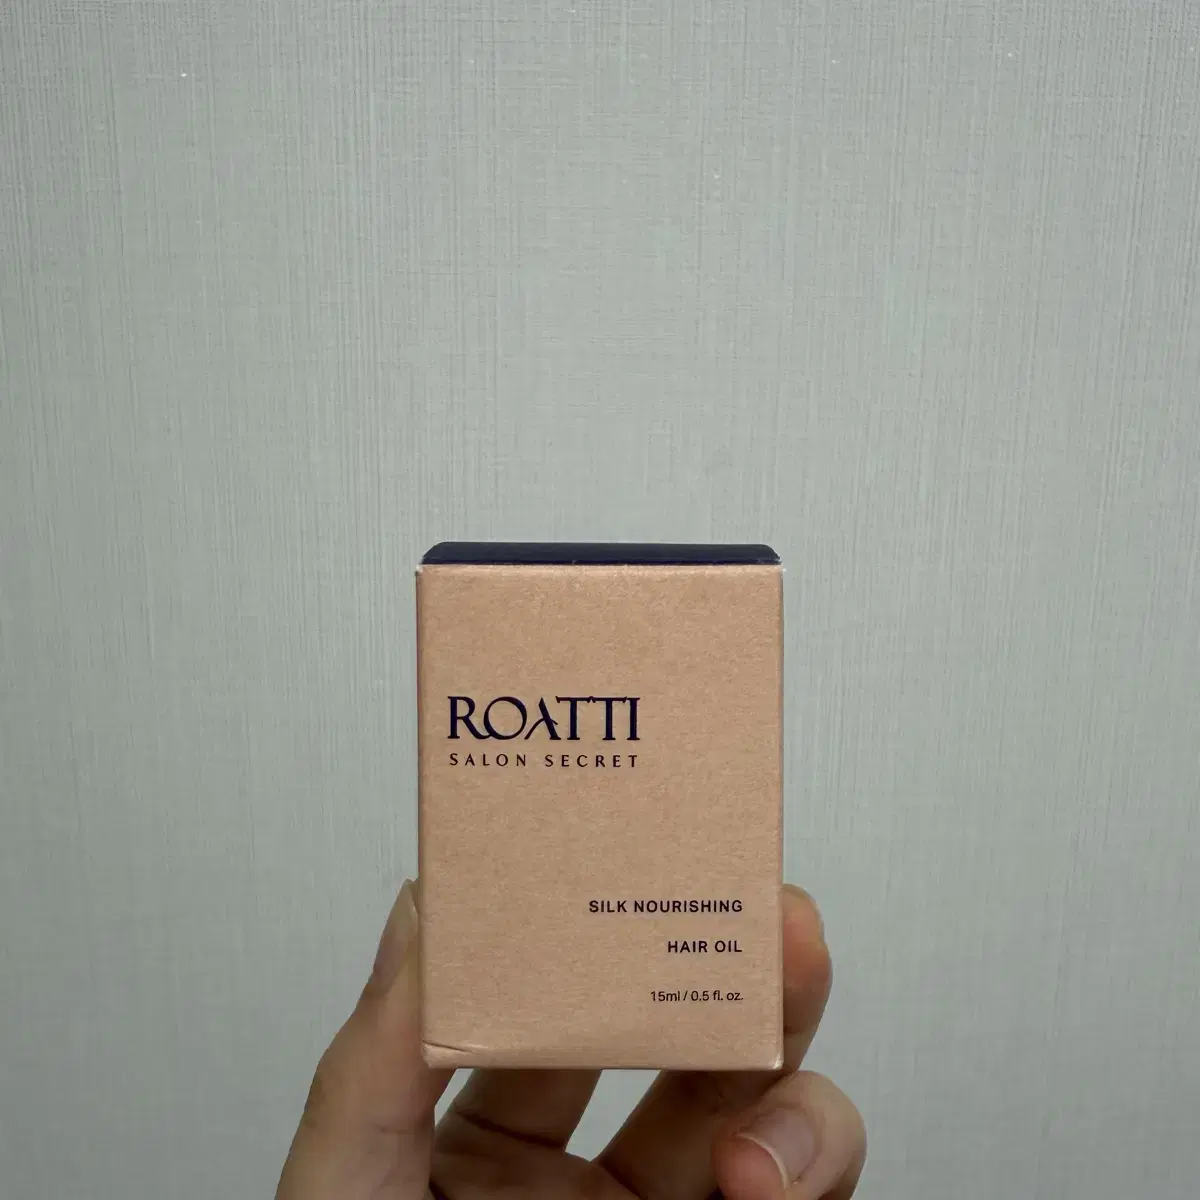 ROATTI
SALON SECRET
SILK NOURISHING
HAIR OIL
15ml / 0.5 fl. oz.